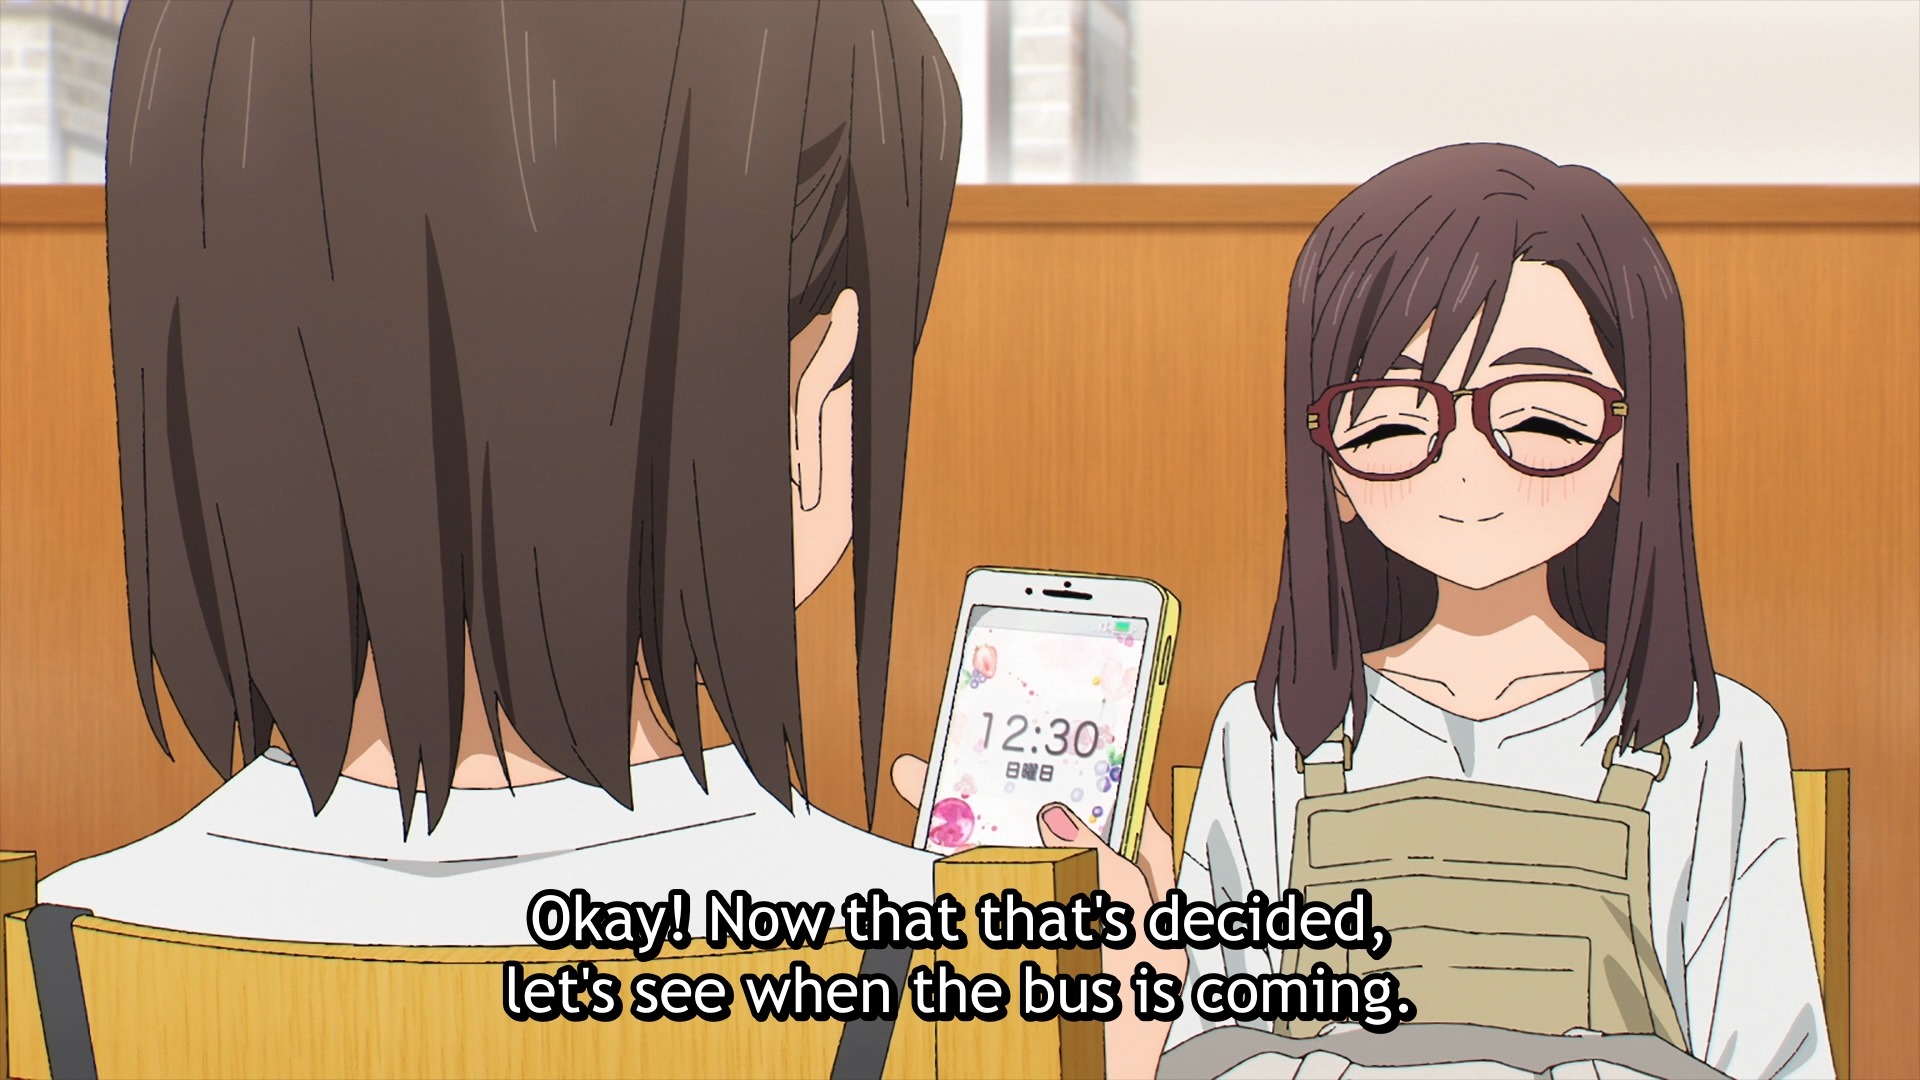 12:30
日曜日
Okay! Now that that's decided,
let's see when the bus is coming.